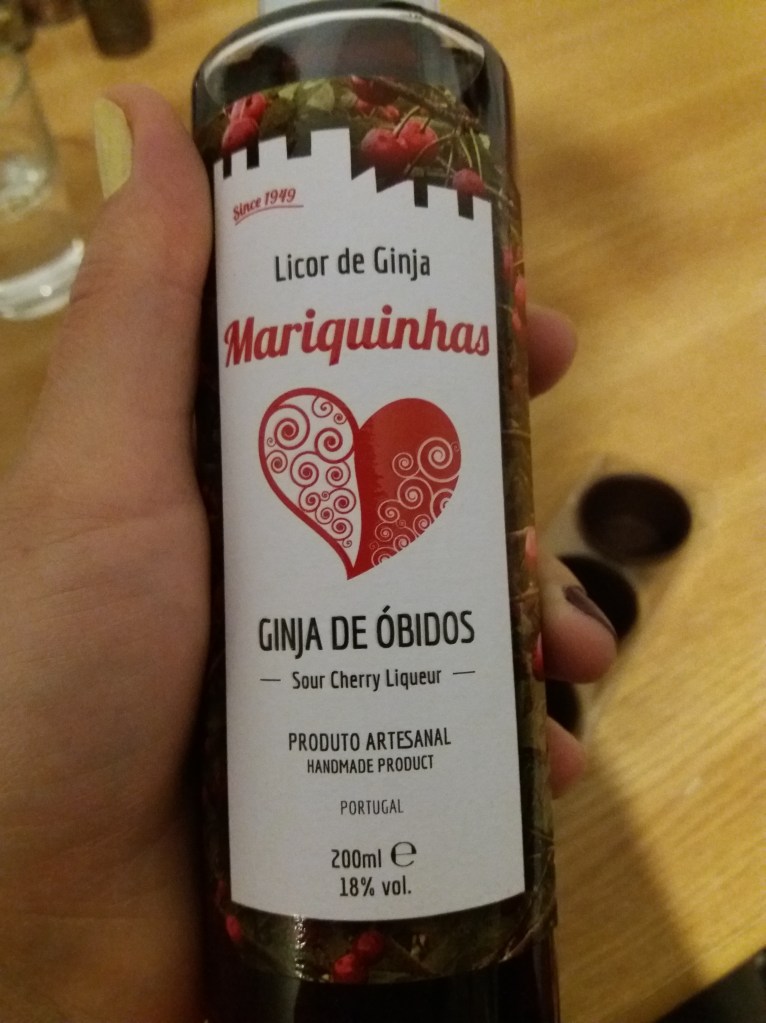 Since 1949
Licor de Ginja
Mariquinhas
GINJA DE ÓBIDOS
Sour Cherry Liqueur
PRODUTO ARTESANAL
HANDMADE PRODUCT
PORTUGAL
200ml ℮
18% vol.